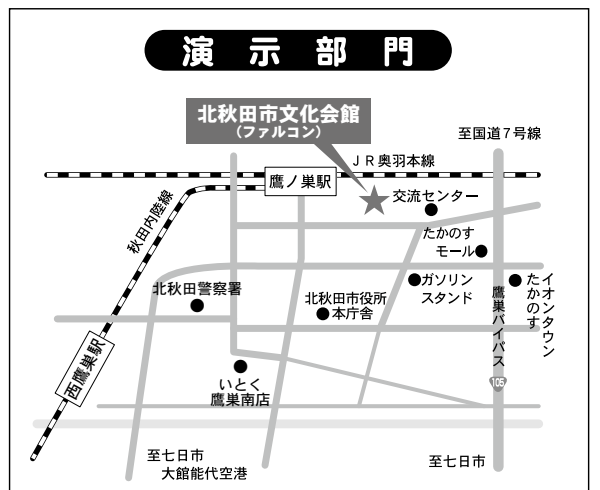 演示部門
北秋田市文化会館
（ファルコン）
至国道7号線
JR奥羽本線
鷹ノ巣駅
交流センター
秋田内陸線
たかのす
モール
ガソリン
スタンド
イオンタウン
たかのす
北秋田警察署
北秋田市役所
本庁舎
鷹巣バイパス
西鷹巣駅
105
いとく
鷹巣南店
至七日市
大館能代空港
至七日市